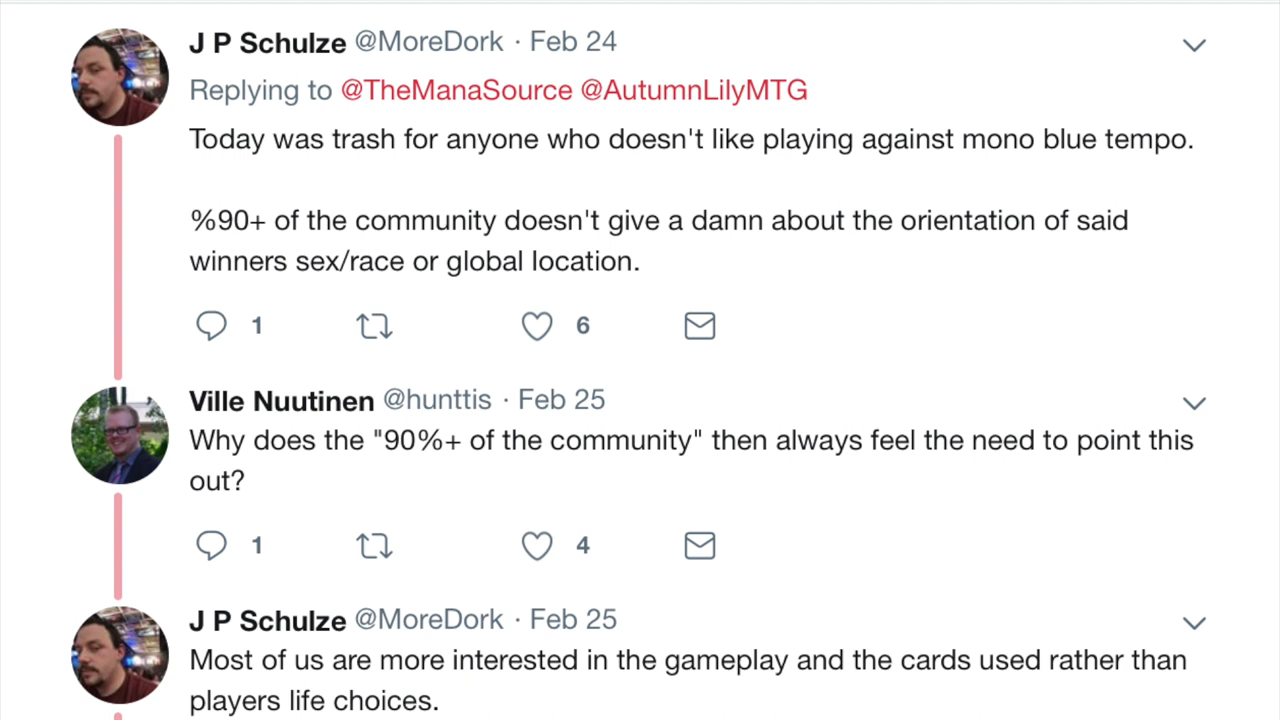 J P Schulze @MoreDork · Feb 24
Replying to @TheManaSource @AutumnLilyMTG
Today was trash for anyone who doesn't like playing against mono blue tempo.
%90+ of the community doesn't give a damn about the orientation of said
winners sex/race or global location.
1 6
Ville Nuutinen @hunttis · Feb 25
Why does the "90%+ of the community" then always feel the need to point this
out?
1 4
J P Schulze @MoreDork · Feb 25
Most of us are more interested in the gameplay and the cards used rather than
players life choices.